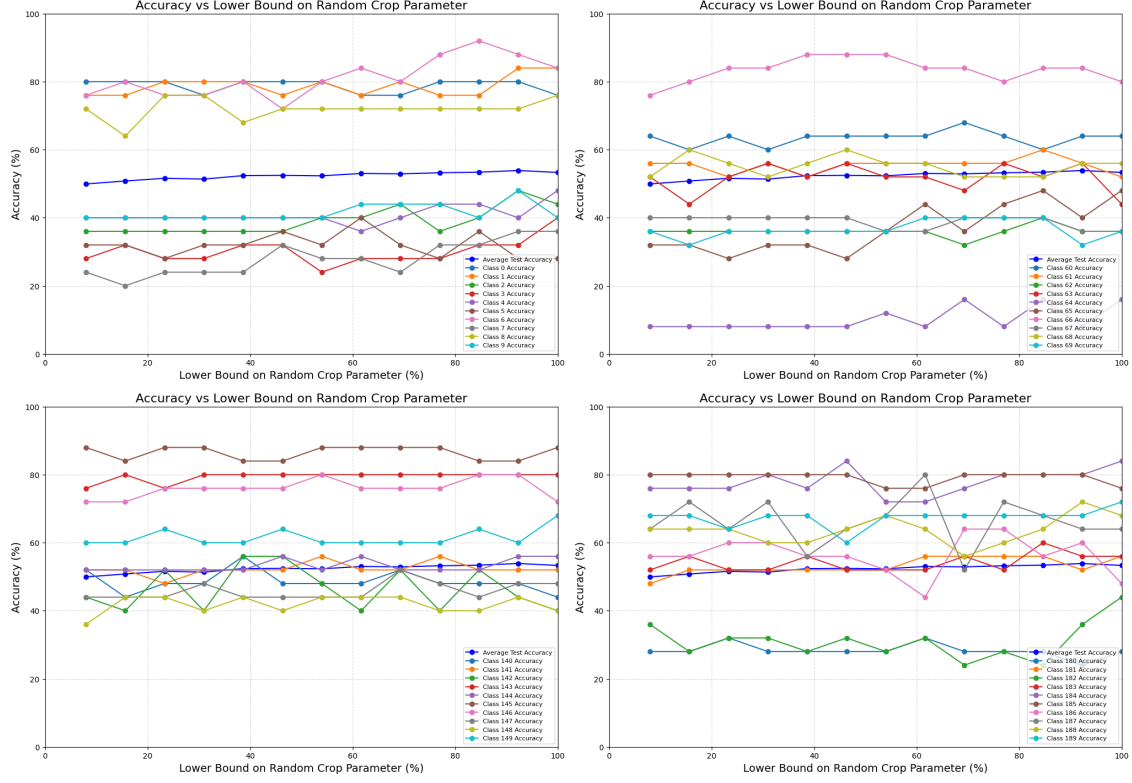 Accuracy vs Lower Bound on Random Crop Parameter
100
80
60
40
20
0
Accuracy (%)
0 20 40 60 80 100
Lower Bound on Random Crop Parameter (%)
Average Test Accuracy
Class 0 Accuracy
Class 1 Accuracy
Class 2 Accuracy
Class 3 Accuracy
Class 4 Accuracy
Class 5 Accuracy
Class 6 Accuracy
Class 7 Accuracy
Class 8 Accuracy
Class 9 Accuracy
Accuracy vs Lower Bound on Random Crop Parameter
100
80
60
40
20
0
Accuracy (%)
0 20 40 60 80 100
Lower Bound on Random Crop Parameter (%)
Average Test Accuracy
Class 60 Accuracy
Class 61 Accuracy
Class 62 Accuracy
Class 63 Accuracy
Class 64 Accuracy
Class 65 Accuracy
Class 66 Accuracy
Class 67 Accuracy
Class 68 Accuracy
Class 69 Accuracy
Accuracy vs Lower Bound on Random Crop Parameter
100
80
60
40
20
0
Accuracy (%)
0 20 40 60 80 100
Lower Bound on Random Crop Parameter (%)
Average Test Accuracy
Class 140 Accuracy
Class 141 Accuracy
Class 142 Accuracy
Class 143 Accuracy
Class 144 Accuracy
Class 145 Accuracy
Class 146 Accuracy
Class 147 Accuracy
Class 148 Accuracy
Class 149 Accuracy
Accuracy vs Lower Bound on Random Crop Parameter
100
80
60
40
20
0
Accuracy (%)
0 20 40 60 80 100
Lower Bound on Random Crop Parameter (%)
Average Test Accuracy
Class 180 Accuracy
Class 181 Accuracy
Class 182 Accuracy
Class 183 Accuracy
Class 184 Accuracy
Class 185 Accuracy
Class 186 Accuracy
Class 187 Accuracy
Class 188 Accuracy
Class 189 Accuracy